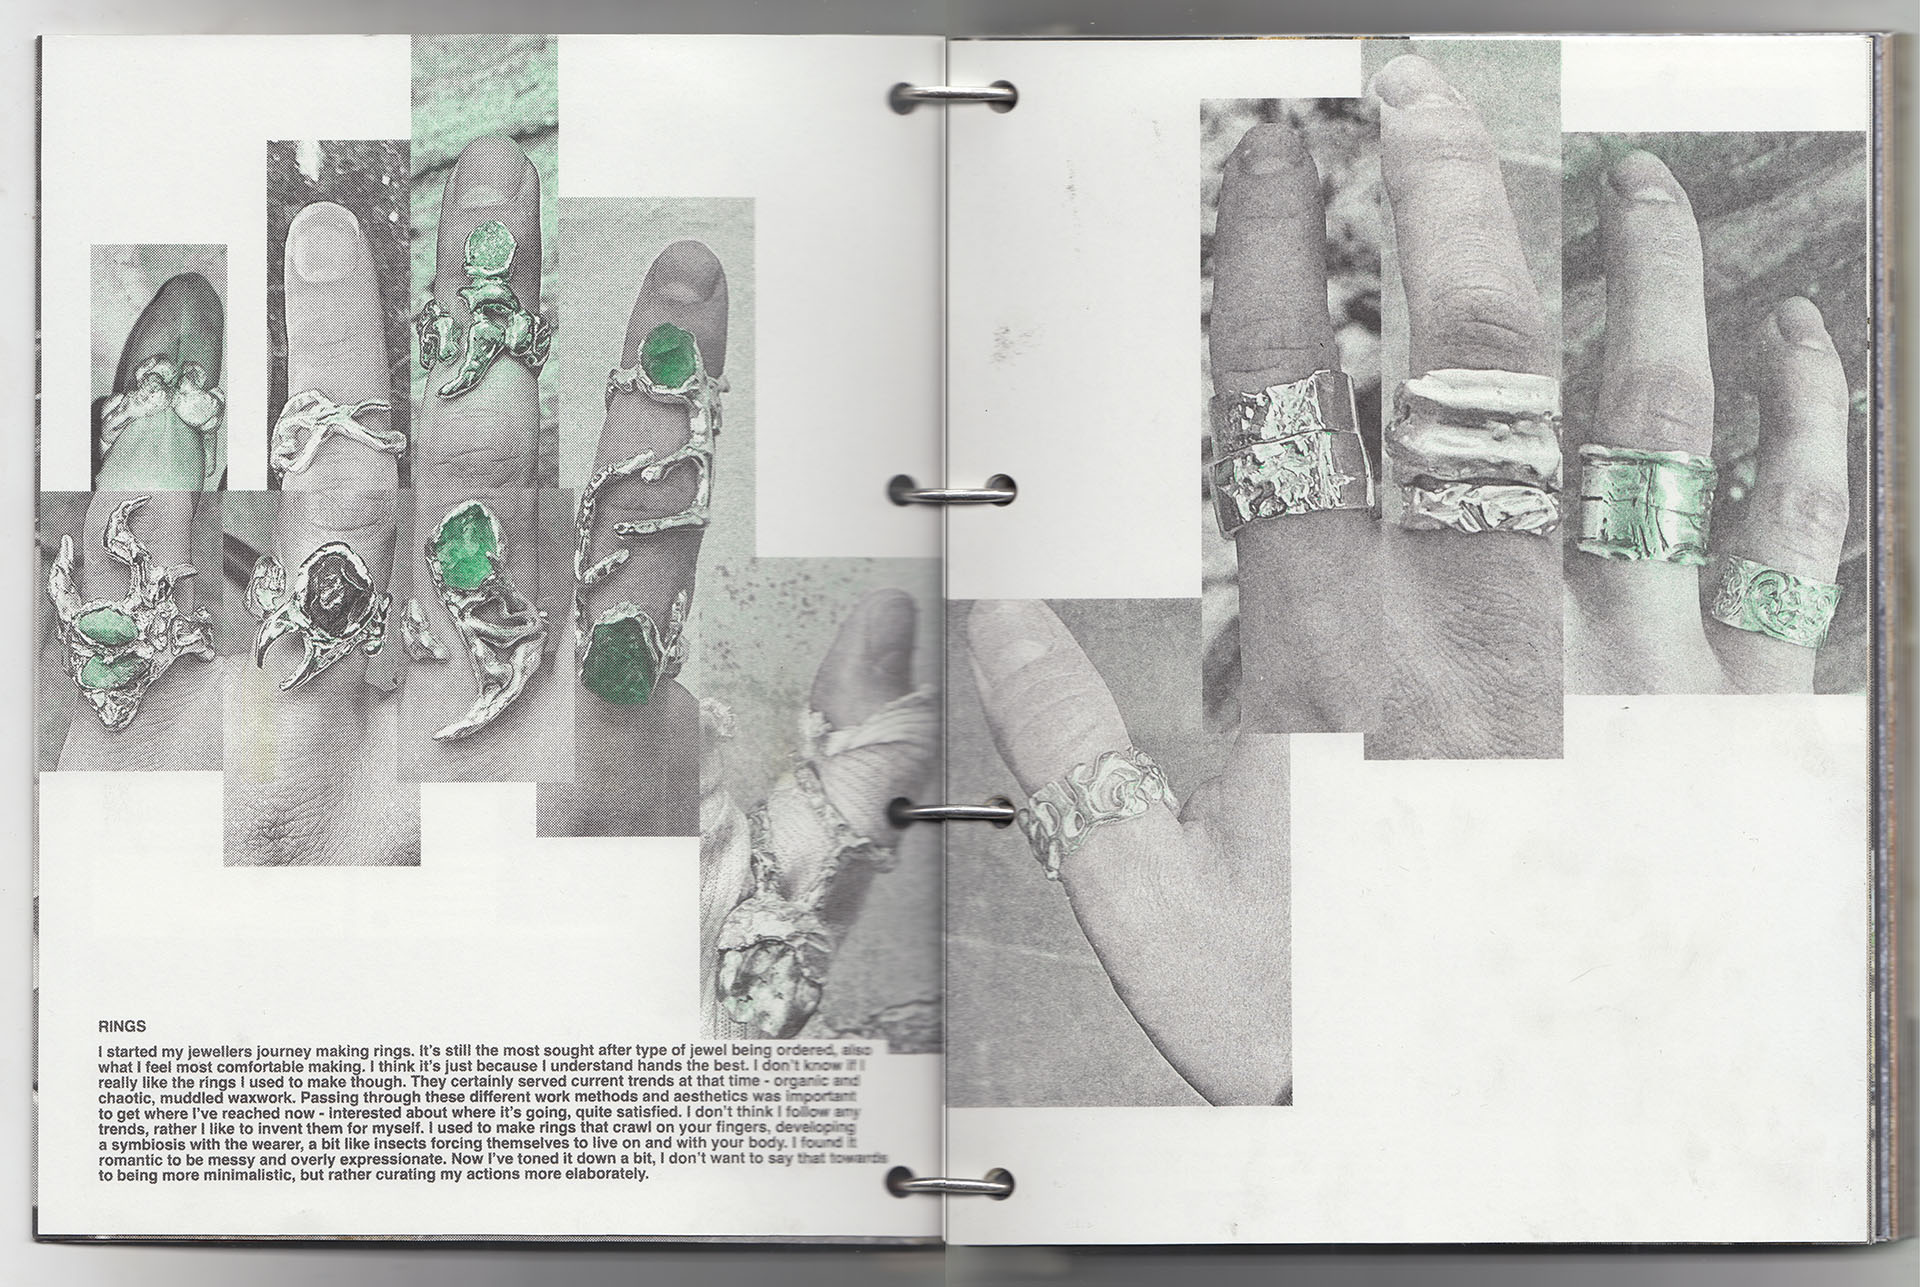 RINGS
I started my jewellers journey making rings. It's still the most sought after type of jewel being ordered, also
what I feel most comfortable making. I think it's just because I understand hands the best. I don't know if I
really like the rings I used to make though. They certainly served current trends at that time - organic and
chaotic, muddled waxwork. Passing through these different work methods and aesthetics was important
to get where I've reached now - interested about where it's going, quite satisfied. I don't think I follow any
trends, rather I like to invent them for myself. I used to make rings that crawl on your fingers, developing
a symbiosis with the wearer, a bit like insects forcing themselves to live on and with your body. I found it
romantic to be messy and overly expressionate. Now I've toned it down a bit, I don't want to say that towards
to being more minimalistic, but rather curating my actions more elaborately.